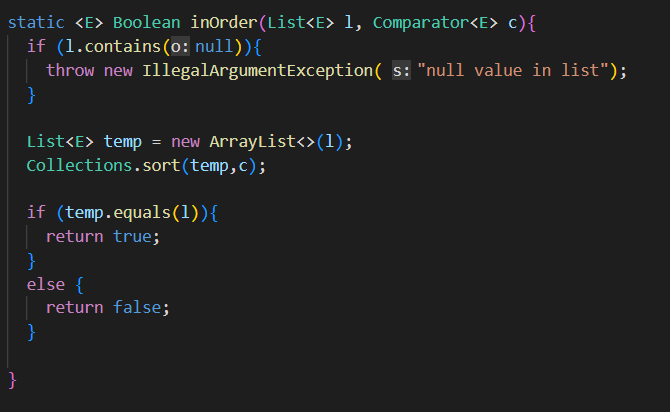 static <E> Boolean inOrder(List<E> l, Comparator<E> c){
if (l.contains(o: null)){
throw new IllegalArgumentException( s: "null value in list");
}
List<E> temp = new ArrayList<>(l);
Collections.sort(temp,c);
if (temp.equals(l)){
return true;
}
else {
return false;
}
}